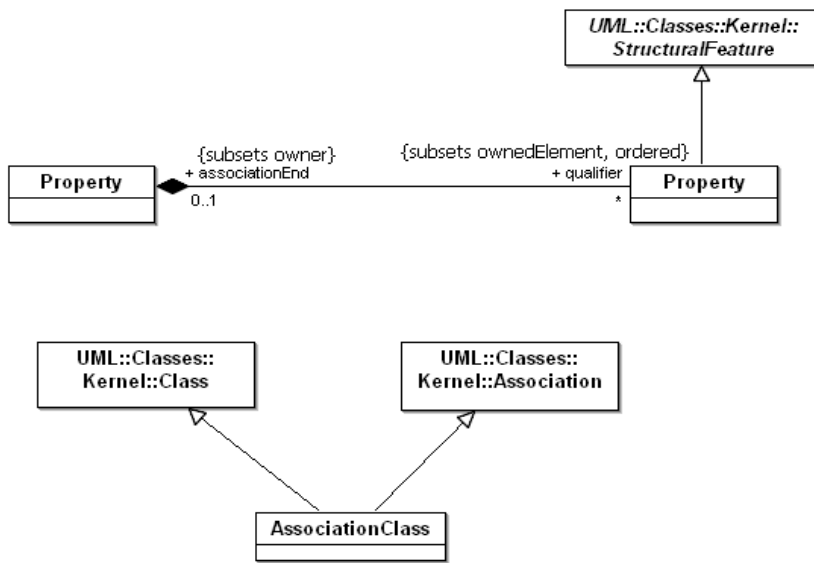 UML::Classes::Kernel::
StructuralFeature
{subsets owner}
{subsets ownedElement, ordered}
Property
+ associationEnd
+ qualifier
Property
0..1
*
UML::Classes::
Kernel::Class
UML::Classes::
Kernel::Association
AssociationClass